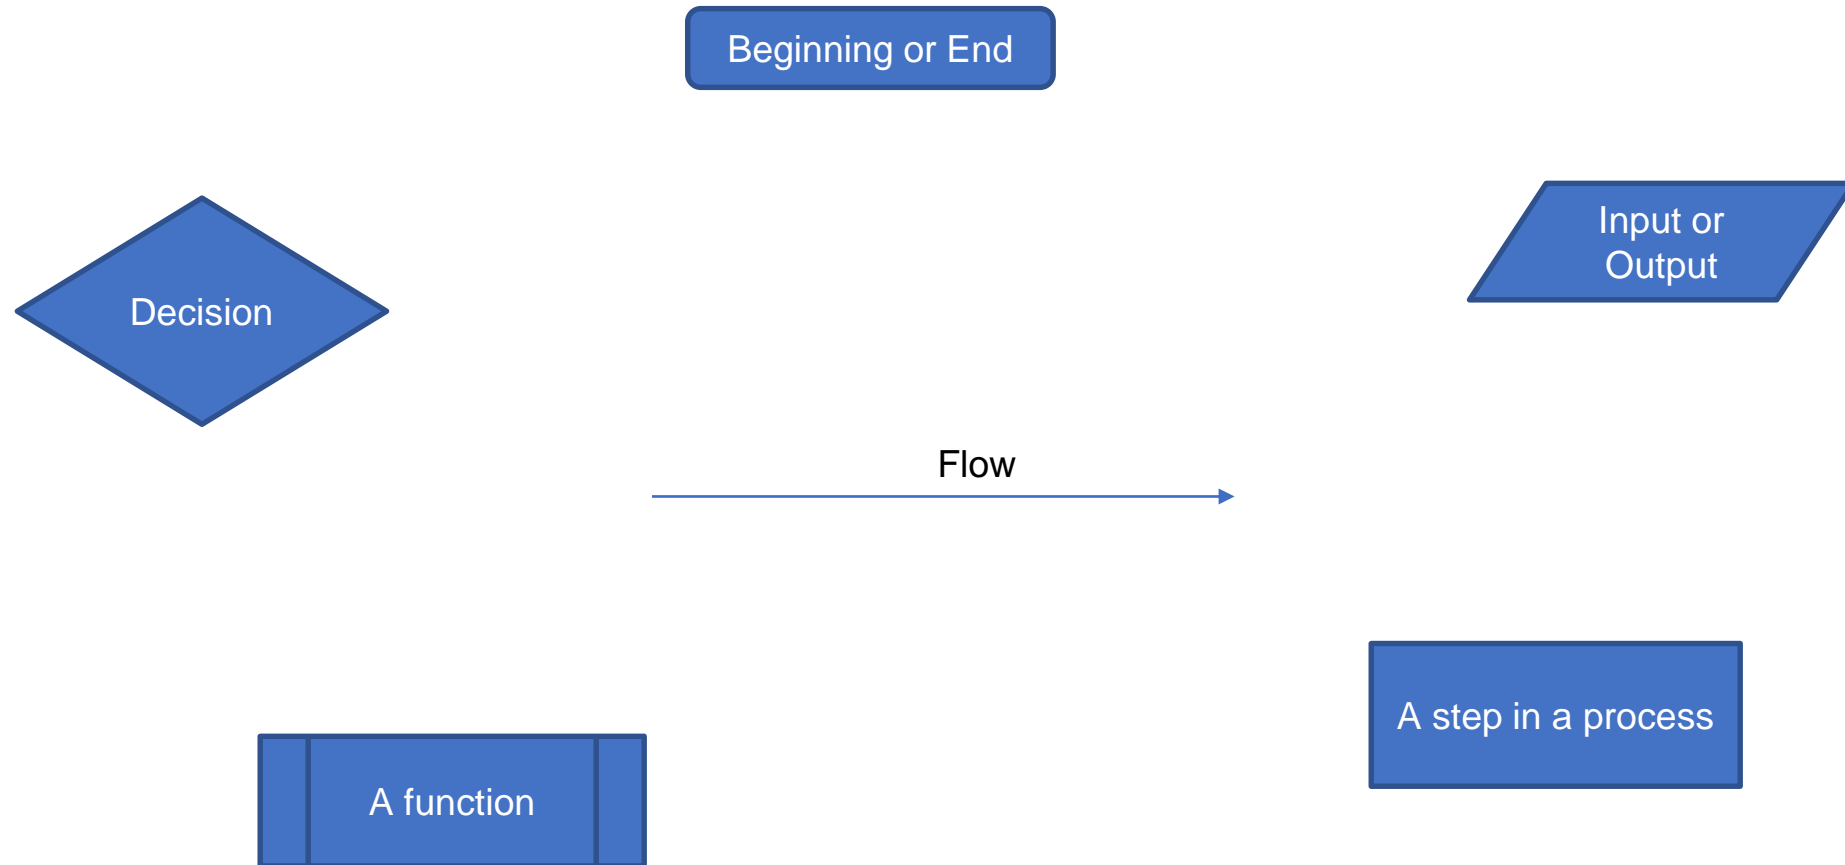 Beginning or End
Input or
Output
Decision
Flow
A step in a process
A function